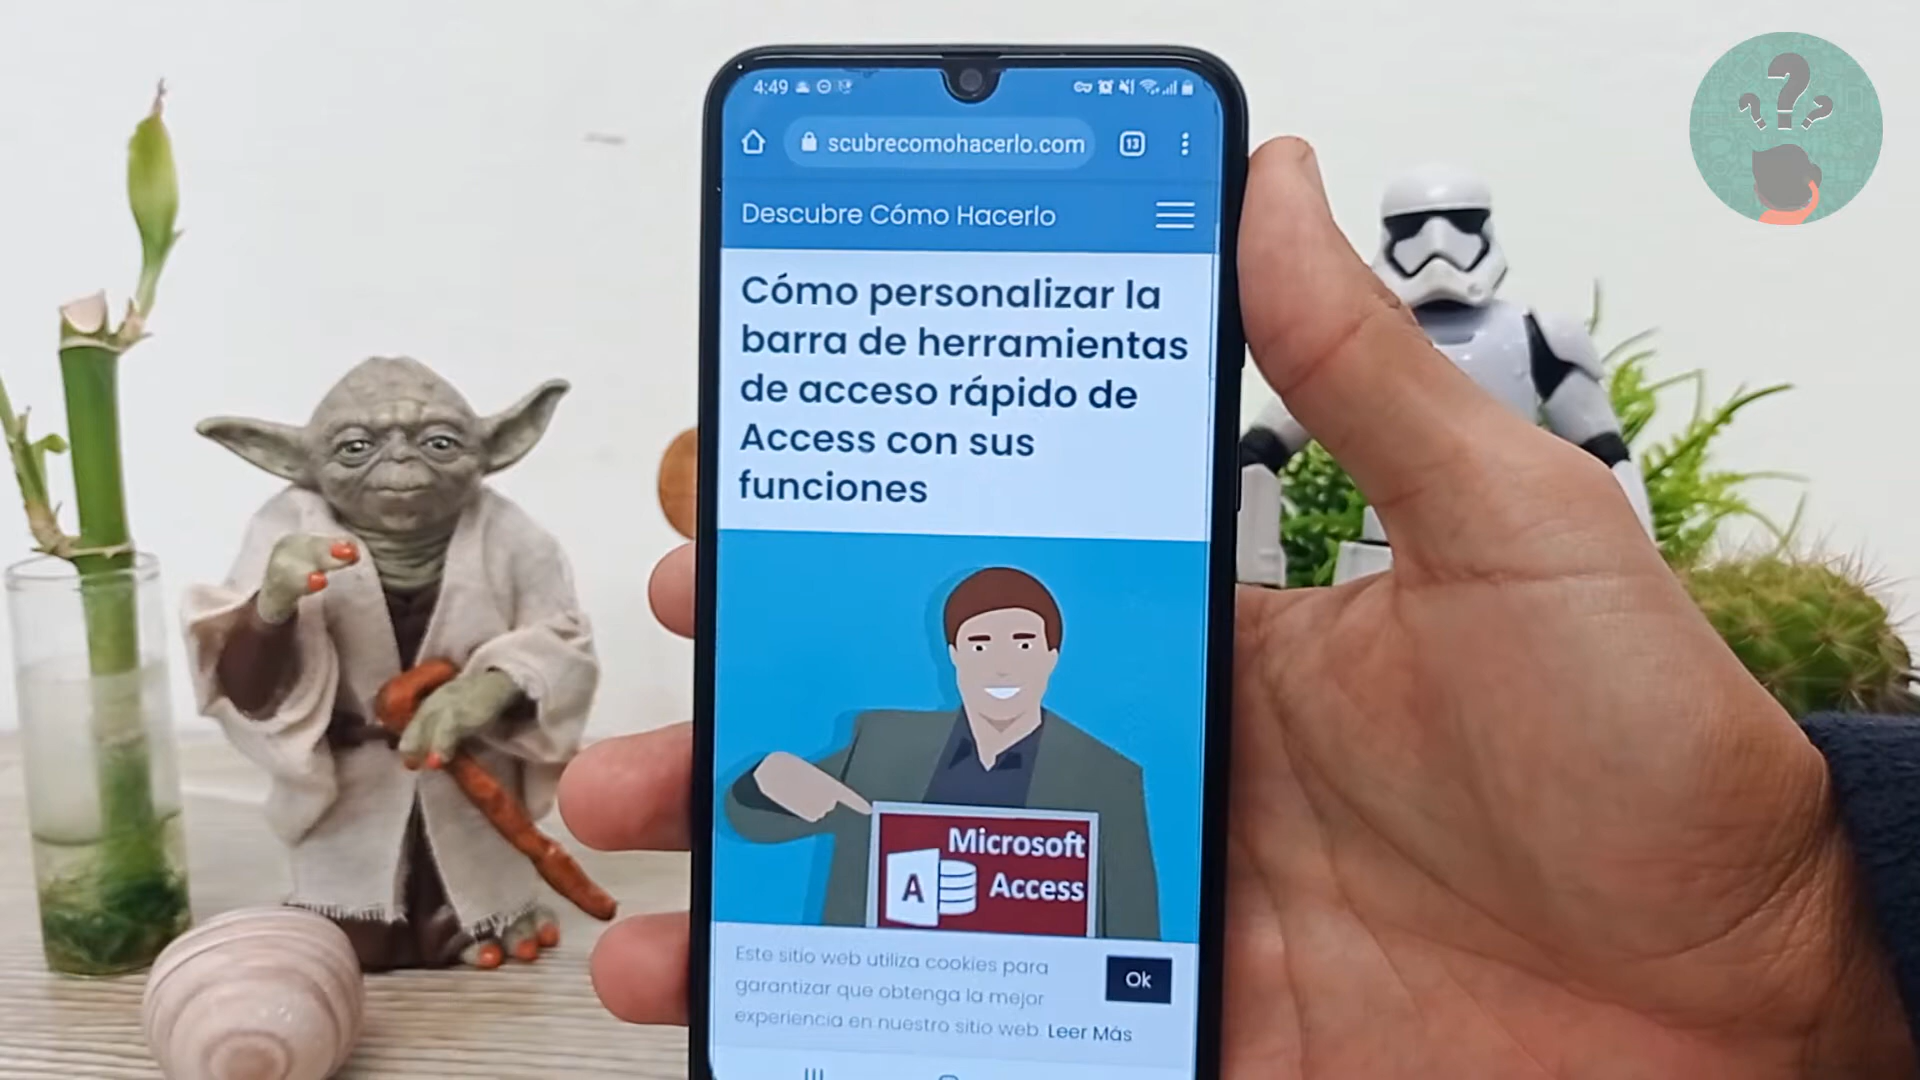 4:49
scubrecomohacerlo.com
13
Descubre Cómo Hacerlo
Cómo personalizar la
barra de herramientas
de acceso rápido de
Access con sus
funciones
Microsoft
A Access
Este sitio web utiliza cookies para
garantizar que obtenga la mejor
experiencia en nuestro sitio web. Leer Más
Ok